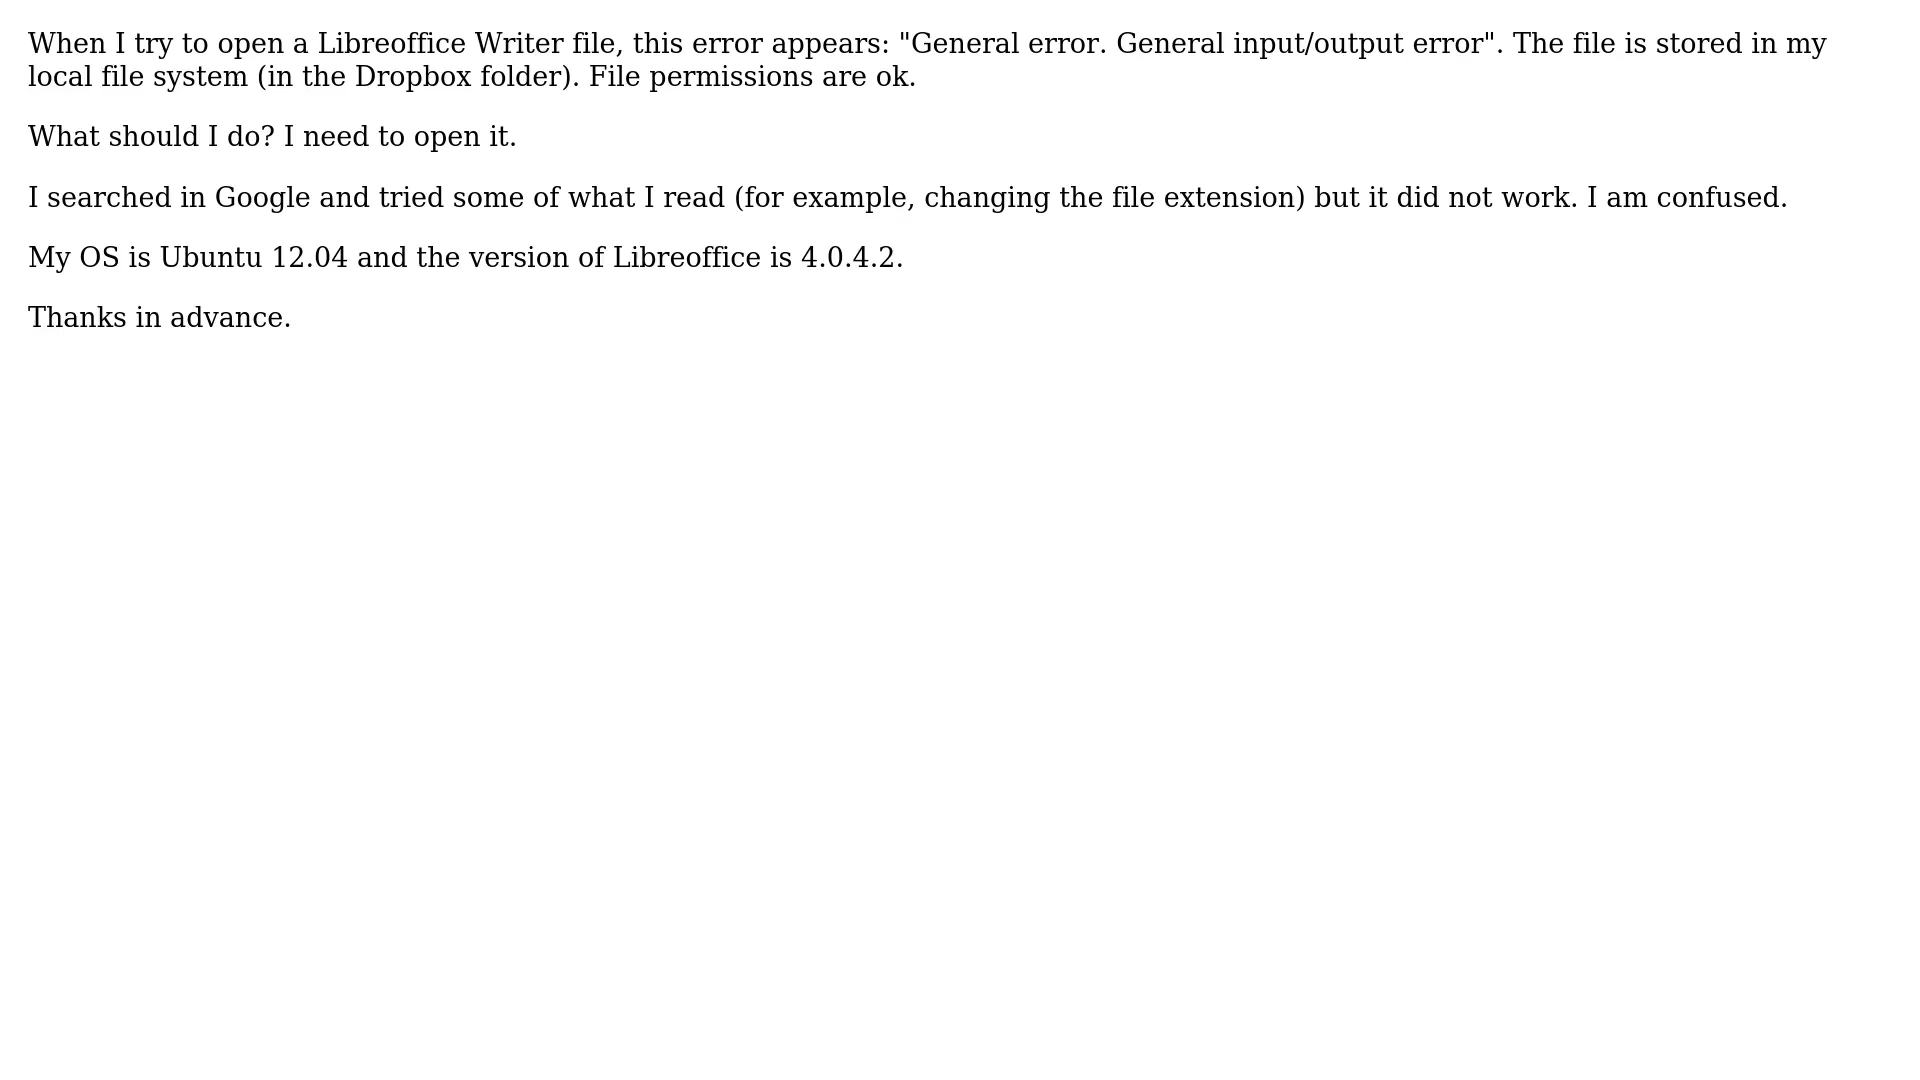 When I try to open a Libreoffice Writer file, this error appears: "General error. General input/output error". The file is stored in my
local file system (in the Dropbox folder). File permissions are ok.
What should I do? I need to open it.
I searched in Google and tried some of what I read (for example, changing the file extension) but it did not work. I am confused.
My OS is Ubuntu 12.04 and the version of Libreoffice is 4.0.4.2.
Thanks in advance.